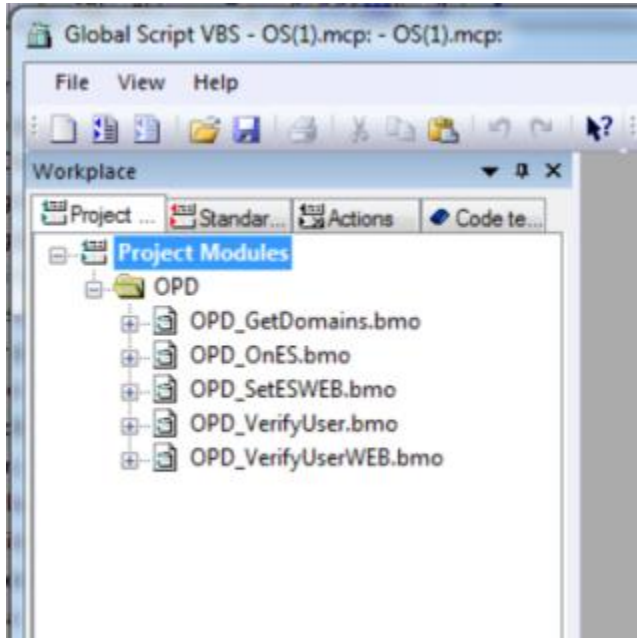 Global Script VBS - OS(1).mcp: - OS(1).mcp:
File View Help
Workplace
Project ... Standar... Actions Code te...
Project Modules
OPD
OPD_GetDomains.bmo
OPD_OnES.bmo
OPD_SetESWEB.bmo
OPD_VerifyUser.bmo
OPD_VerifyUserWEB.bmo